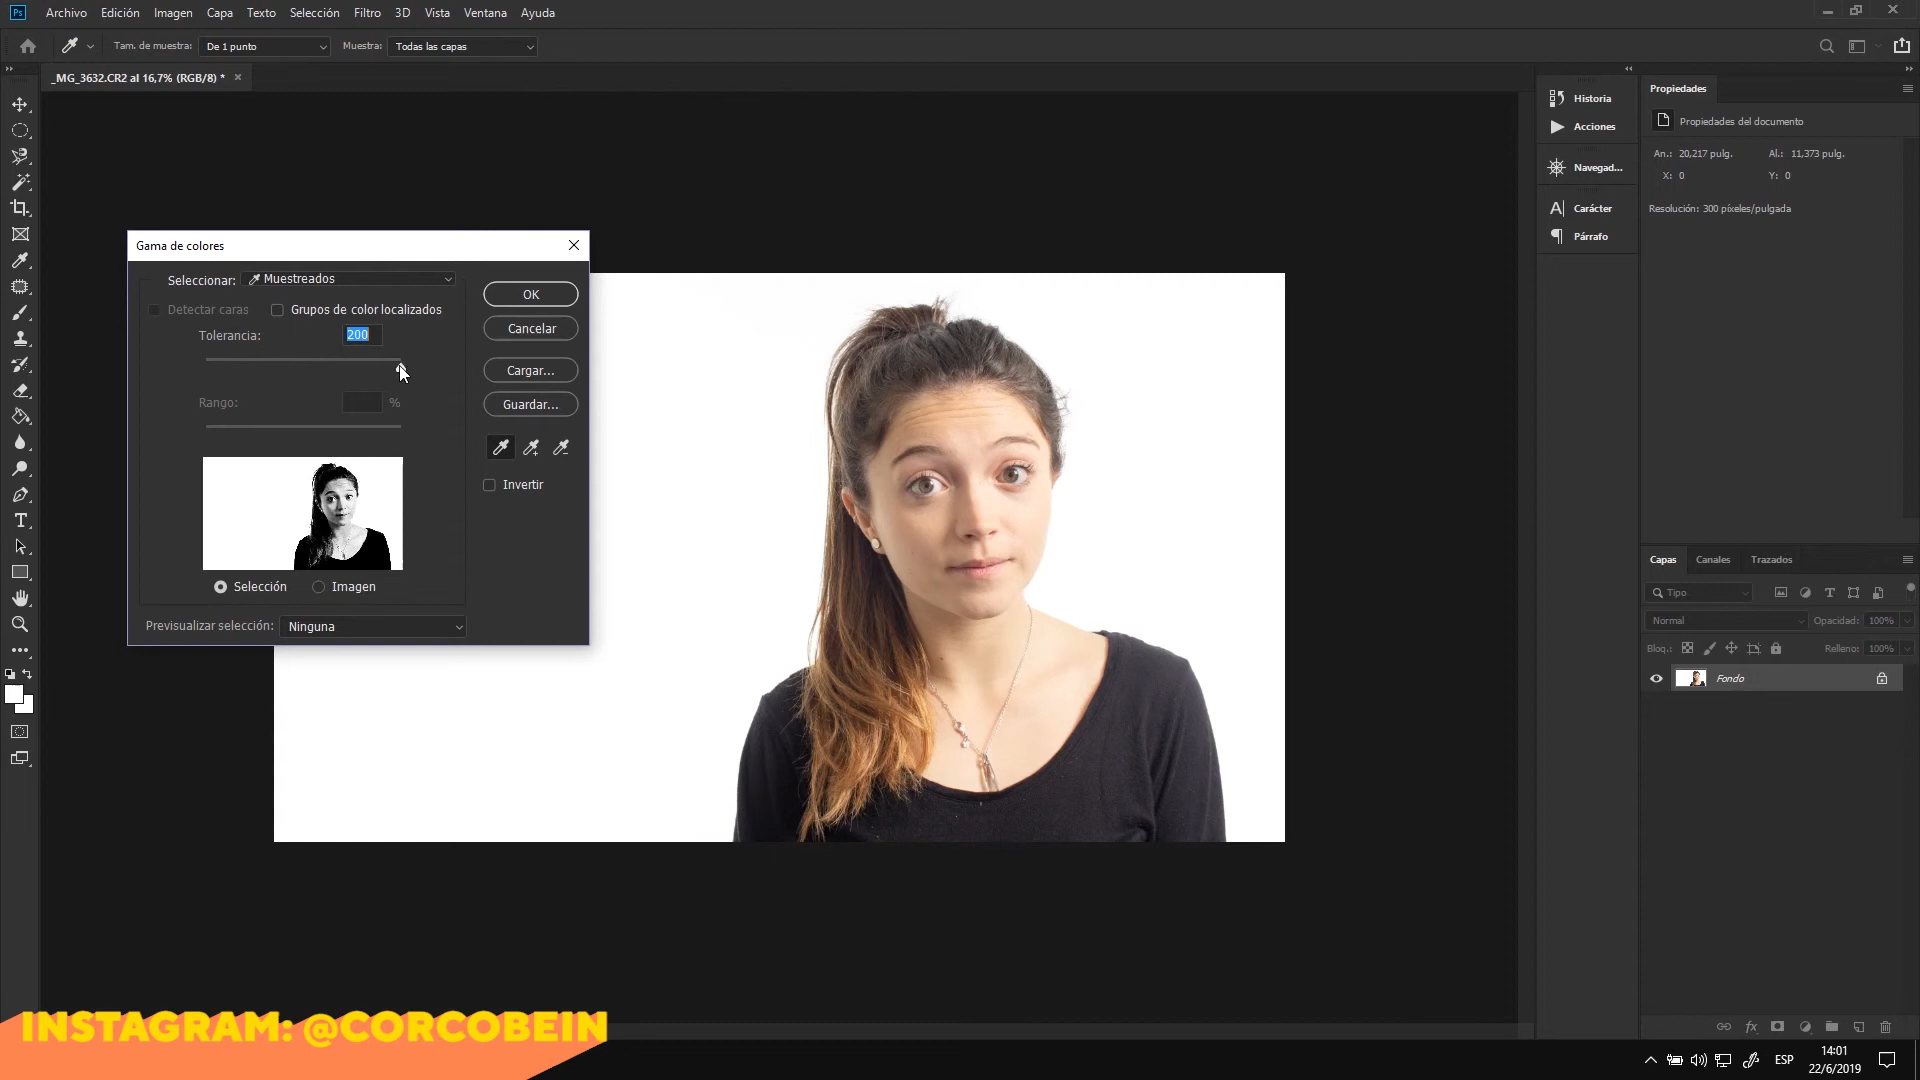 Ps Archivo Edición Imagen Capa Texto Selección Filtro 3D Vista Ventana Ayuda
Tam. de muestra: De 1 punto Muestra: Todas las capas
_MG_3632.CR2 al 16,7% (RGB/8) *
Historia
Acciones
Navegad...
Carácter
Párrafo
Propiedades
Propiedades del documento
An.: 20,217 pulg. Al.: 11,373 pulg.
X: 0 Y: 0
Resolución: 300 píxeles/pulgada
Gama de colores
Seleccionar: Muestreados
Detectar caras Grupos de color localizados
Tolerancia: 200
Rango: %
Selección Imagen
Previsualizar selección: Ninguna
OK
Cancelar
Cargar...
Guardar...
Invertir
Capas Canales Trazados
Tipo
Normal Opacidad: 100%
Bloq.: Relleno: 100%
Fondo
fx
INSTAGRAM: @CORCOBEIN
ESP
14:01
22/6/2019